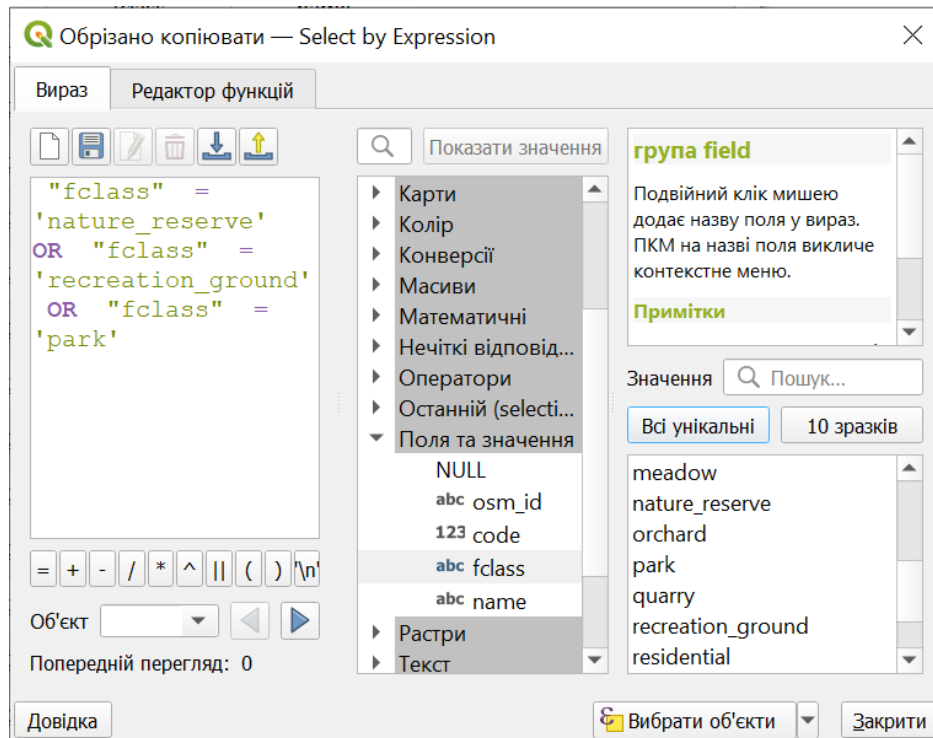 Обрізано копіювати — Select by Expression
Вираз
Редактор функцій
"fclass" =
'nature_reserve'
OR "fclass" =
'recreation_ground'
OR "fclass" =
'park'
= + - / * ^ || ( ) '\n'
Об'єкт
Попередній перегляд: 0
Показати значення
Карти
Колір
Конверсії
Масиви
Математичні
Нечіткі відповід...
Оператори
Останній (selecti...
Поля та значення
NULL
abc osm_id
123 code
abc fclass
abc name
Растри
Текст
група field
Подвійний клік мишею
додає назву поля у вираз.
ПКМ на назві поля викличе
контекстне меню.
Примітки
Значення
Пошук...
Всі унікальні
10 зразків
meadow
nature_reserve
orchard
park
quarry
recreation_ground
residential
Довідка
ε Вибрати об'єкти
Закрити